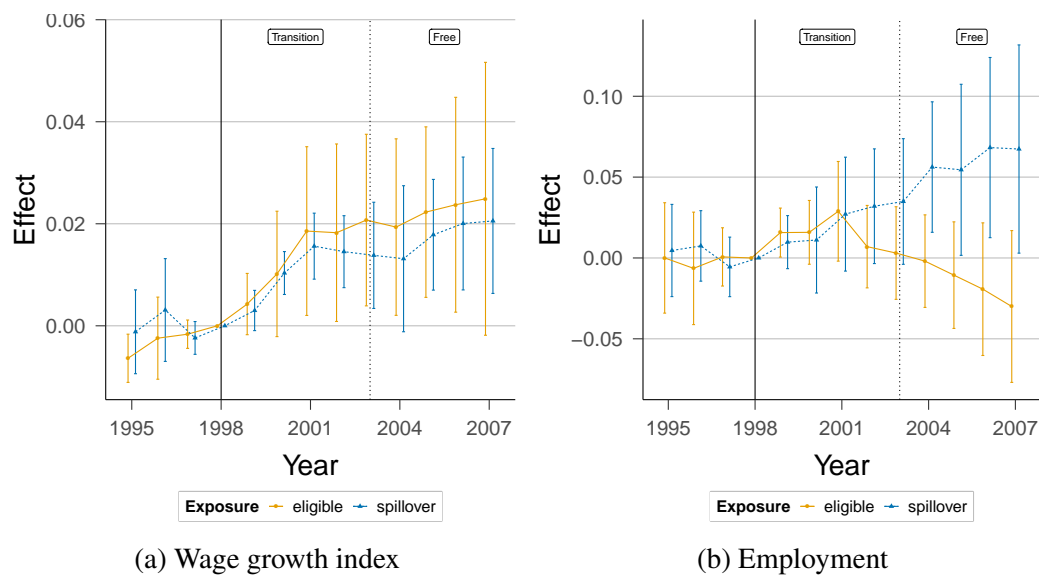 0.06
0.04
0.02
0.00
Effect
Transition
Free
1995
1998
2001
2004
2007
Year
Exposure eligible spillover
(a) Wage growth index
0.10
0.05
0.00
−0.05
Effect
Transition
Free
1995
1998
2001
2004
2007
Year
Exposure eligible spillover
(b) Employment